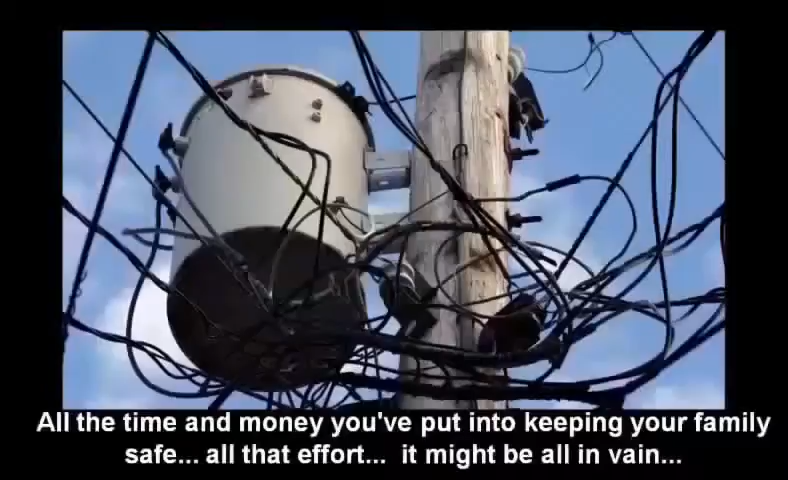 All the time and money you've put into keeping your family
safe... all that effort...  it might be all in vain...